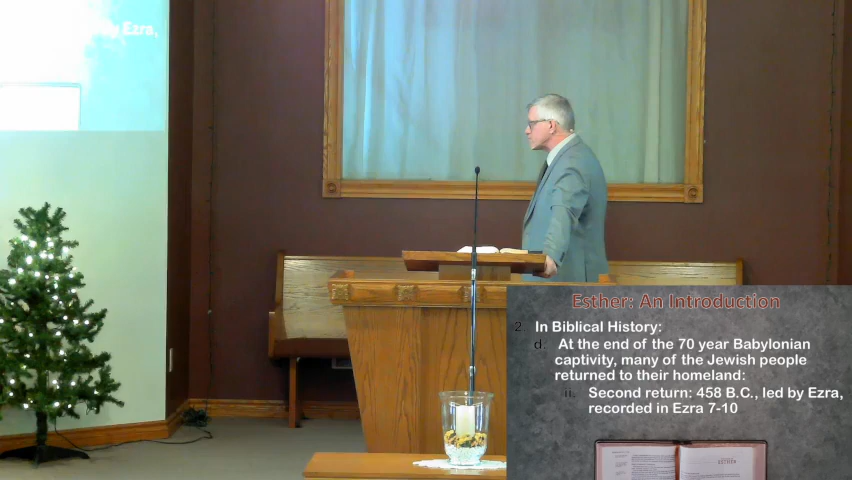 by Ezra,
Esther: An Introduction
2 In Biblical History:
d. At the end of the 70 year Babylonian
captivity, many of the Jewish people
returned to their homeland:
ii. Second return: 458 B.C., led by Ezra,
recorded in Ezra 7-10
ESTHER